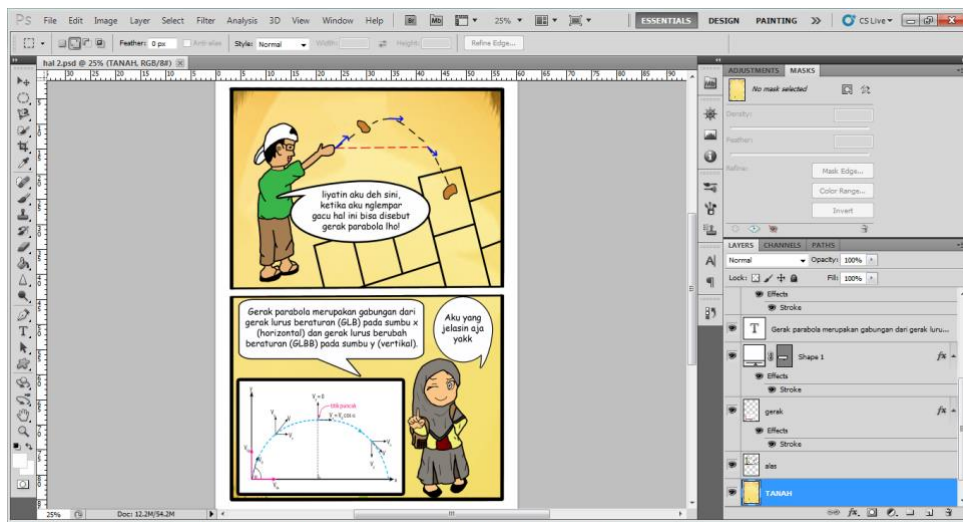 PS File Edit Image Layer Select Filter Analysis 3D View Window Help Br Mb 25% ESSENTIALS DESIGN PAINTING >> CS Live
Feather: 0 px Anti-alias Style: Normal Width: Height: Refine Edge...
hal 2.psd @ 25% (TANAH, RGB/8#)
liyatin aku deh sini,
ketika aku nglempar
gacu hal ini bisa disebut
gerak parabola lho!
Gerak parabola merupakan gabungan dari
gerak lurus beraturan (GLB) pada sumbu x
(horizontal) dan gerak lurus berubah
beraturan (GLBB) pada sumbu y (vertikal).
Aku yang
jelasin aja
yakk
titik puncak
25% Doc: 12.2M/54.2M
ADJUSTMENTS MASKS
No mask selected
Density:
Feather:
Refine: Mask Edge...
Color Range...
Invert
LAYERS CHANNELS PATHS
Normal Opacity: 100%
Lock: Fill: 100%
Effects
Stroke
T Gerak parabola merupakan gabungan dari gerak luru...
Shape 1 fx
Effects
Stroke
gerak fx
Effects
Stroke
alas
TANAH